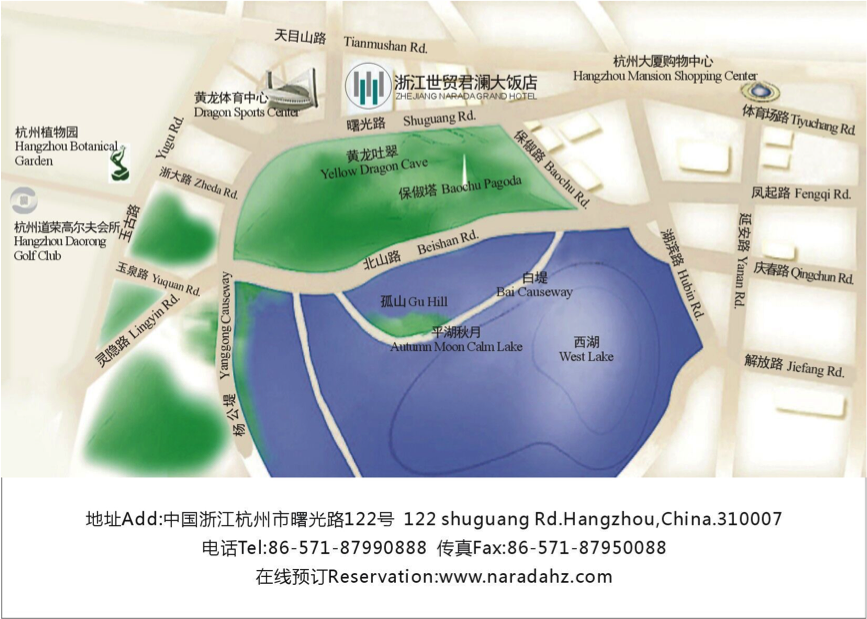 天目山路 Tianmushan Rd.
杭州大厦购物中心
Hangzhou Mansion Shopping Center
浙江世贸君澜大饭店
ZHEJIANG NARADA GRAND HOTEL
黄龙体育中心
Dragon Sports Center
曙光路 Shuguang Rd.
体育场路 Tiyuchang Rd.
杭州植物园
Hangzhou Botanical
Garden
Yugu Rd.
玉古路
黄龙吐翠
Yellow Dragon Cave
保俶路 Baochu Rd.
浙大路 Zheda Rd.
保俶塔 Baochu Pagoda
凤起路 Fengqi Rd.
杭州道荣高尔夫会所
Hangzhou Daorong
Golf Club
北山路 Beishan Rd.
湖滨路 Hubin Rd.
延安路 Yanan Rd.
玉泉路 Yuquan Rd.
庆春路 Qingchun Rd.
白堤
Bai Causeway
孤山 Gu Hill
灵隐路 Lingyin Rd.
杨公堤 Yanggong Causeway
平湖秋月
Autumn Moon Calm Lake
西湖
West Lake
解放路 Jiefang Rd.
地址Add:中国浙江杭州市曙光路122号 122 shuguang Rd.Hangzhou,China.310007
电话Tel:86-571-87990888 传真Fax:86-571-87950088
在线预订Reservation:www.naradahz.com